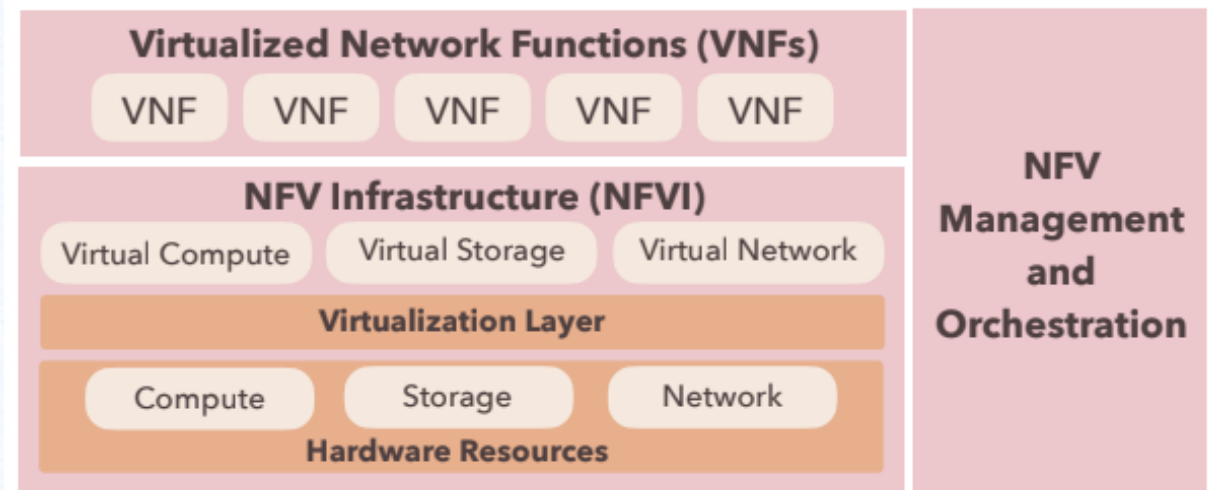 Virtualized Network Functions (VNFs)
VNF VNF VNF VNF VNF
NFV Infrastructure (NFVI)
Virtual Compute Virtual Storage Virtual Network
Virtualization Layer
Compute Storage Network
Hardware Resources
NFV
Management
and
Orchestration